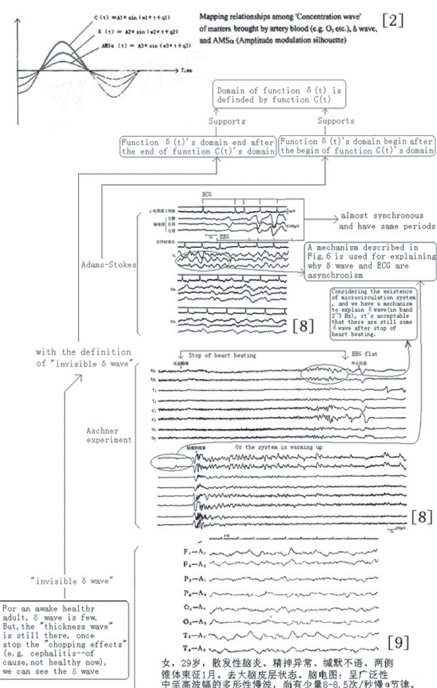 C (t) =A1* sin (w1*t+q1)
δ (t) = A2* sin (w2*t+q2)
AMSα (t) = A3* sin (w3*t+q3)
Time
Mapping relationships among 'Concentration wave'
of matters brought by artery blood (e.g. O₂ etc.), δ wave,
and AMSα (Amplitude modulation silhouette)
[2]
Domain of function δ (t) is
definded by function C(t)
Supports
Supports
Function δ (t)'s domain end after
the end of function C(t)'s domain
Function δ (t)'s domain begin after
the begin of function C(t)'s domain
ECG
EEG
almost synchronous
and have same periods
A mechanism described in
Fig. 6 is used for explaining
why δ wave and ECG are
asynchronism
Adams-Stokes
[8]
Considering the existence
of microcirculation system
, and we have a mechanism
to explain δ wave(in band
2~3 Hz), it's acceptable
that there are still some
δ wave after stop of
heart beating.
with the definition
of "invisible δ wave"
Stop of heart beating
EEG flat
Aschner
experiment
Or the system is warming up
[8]
"invisible δ wave"
For an awake healthy
adult, δ wave is few.
But, the "thickness wave"
is still there, once
stop the "chopping effects"
(e.g. cephalitis--of
cause, not healthy now),
we can see the δ wave
F₃—A₁
F₄—A₂
P₃—A₁
P₄—A₂
O₁—A₁
O₂—A₂
T₃—A₁
T₄—A₂
[9]
女，29岁，散发性脑炎。精神异常、缄默不语、两侧
锥体束征1月。去大脑皮层状态。脑电图：呈广泛性
中至高波幅的多形性慢波，尚有少量8-8.5次/秒慢α节律。